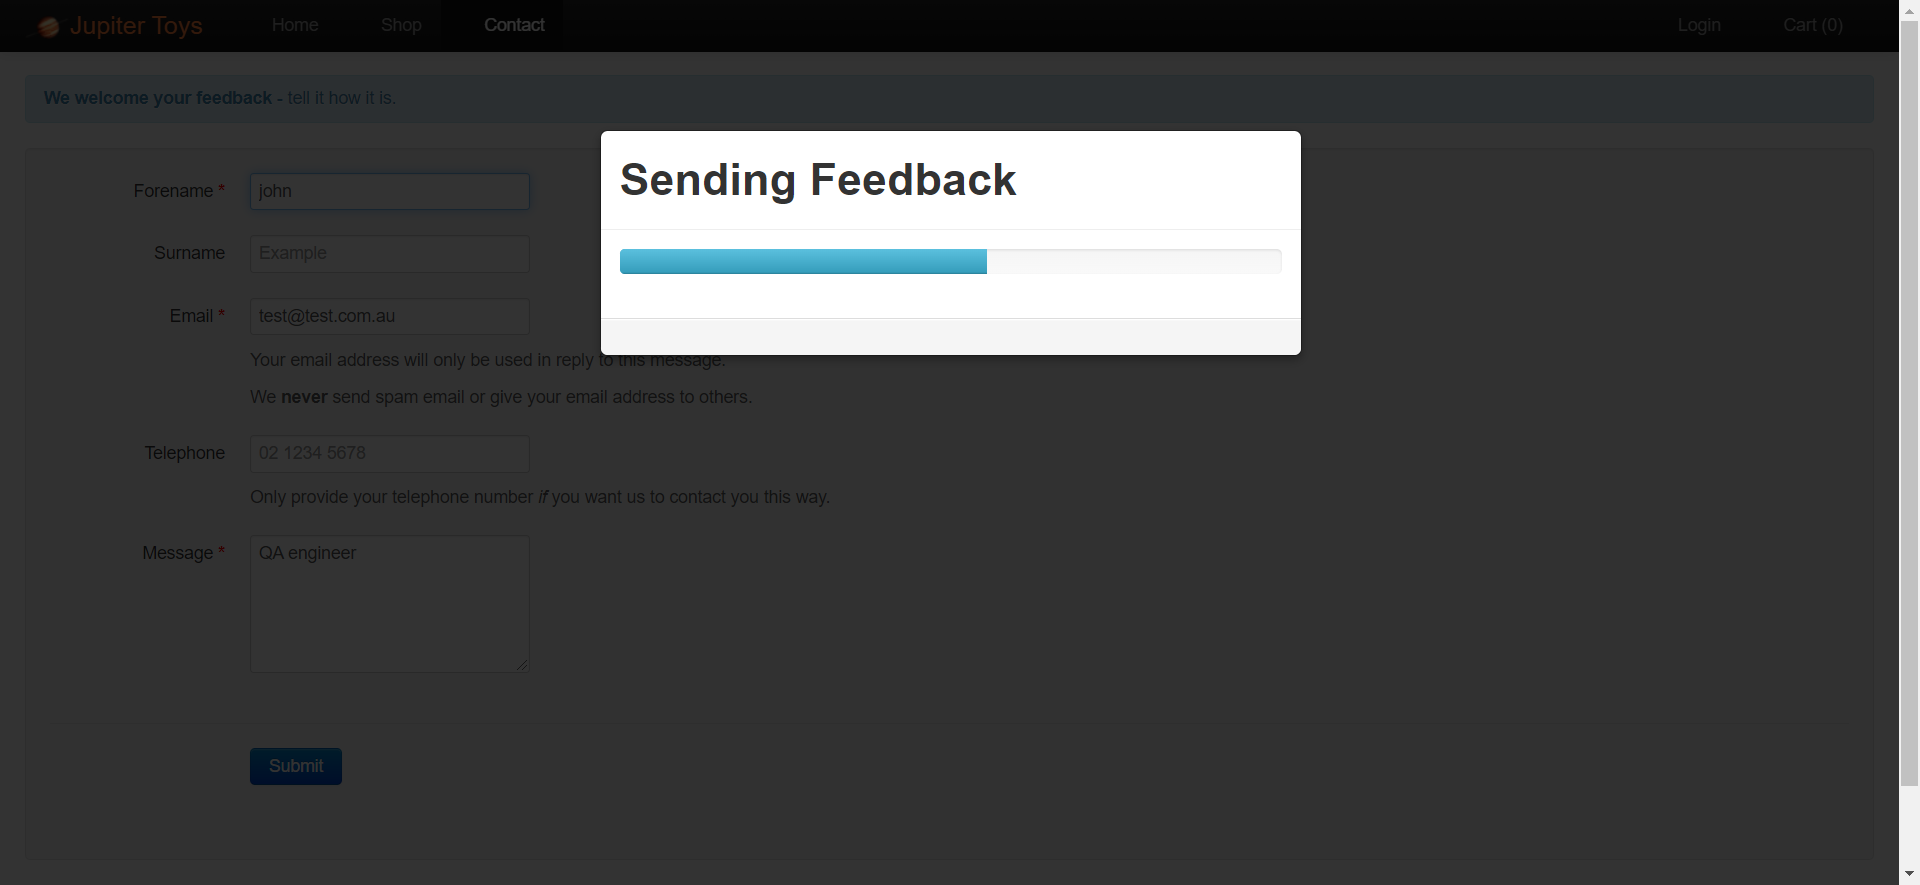 Jupiter Toys
Home
Shop
Contact
Login
Cart (0)
We welcome your feedback - tell it how it is.
Sending Feedback
Forename *
john
Surname
Example
Email *
test@test.com.au
Your email address will only be used in reply to this message.
We never send spam email or give your email address to others.
Telephone
02 1234 5678
Only provide your telephone number if you want us to contact you this way.
Message *
QA engineer
Submit